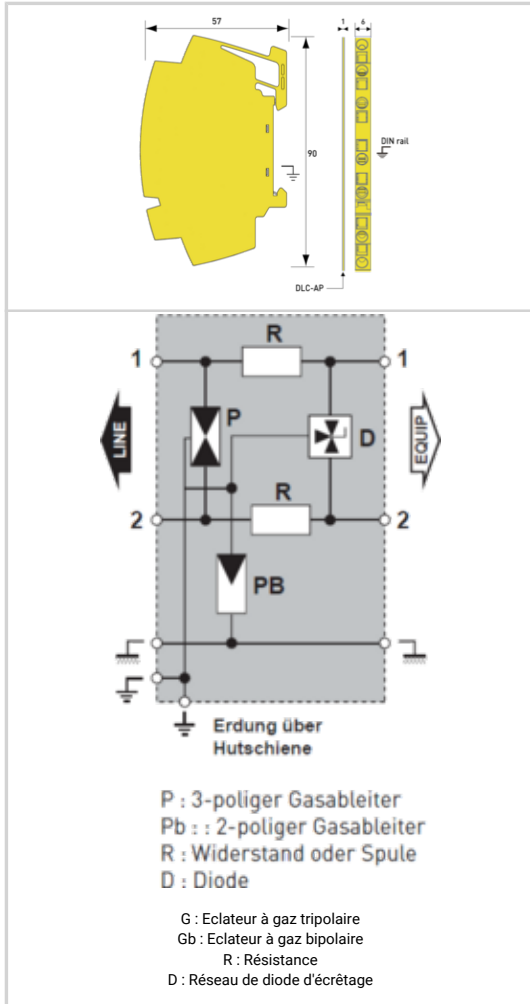 57
1 6
90
DIN rail
DLC-AP
R
1 1
P
LINE
D
EQUIP
R
2 2
PB
Erdung über
Hutschiene
P : 3-poliger Gasableiter
Pb : : 2-poliger Gasableiter
R : Widerstand oder Spule
D : Diode
G : Eclateur à gaz tripolaire
Gb : Eclateur à gaz bipolaire
R : Résistance
D : Réseau de diode d'écrêtage